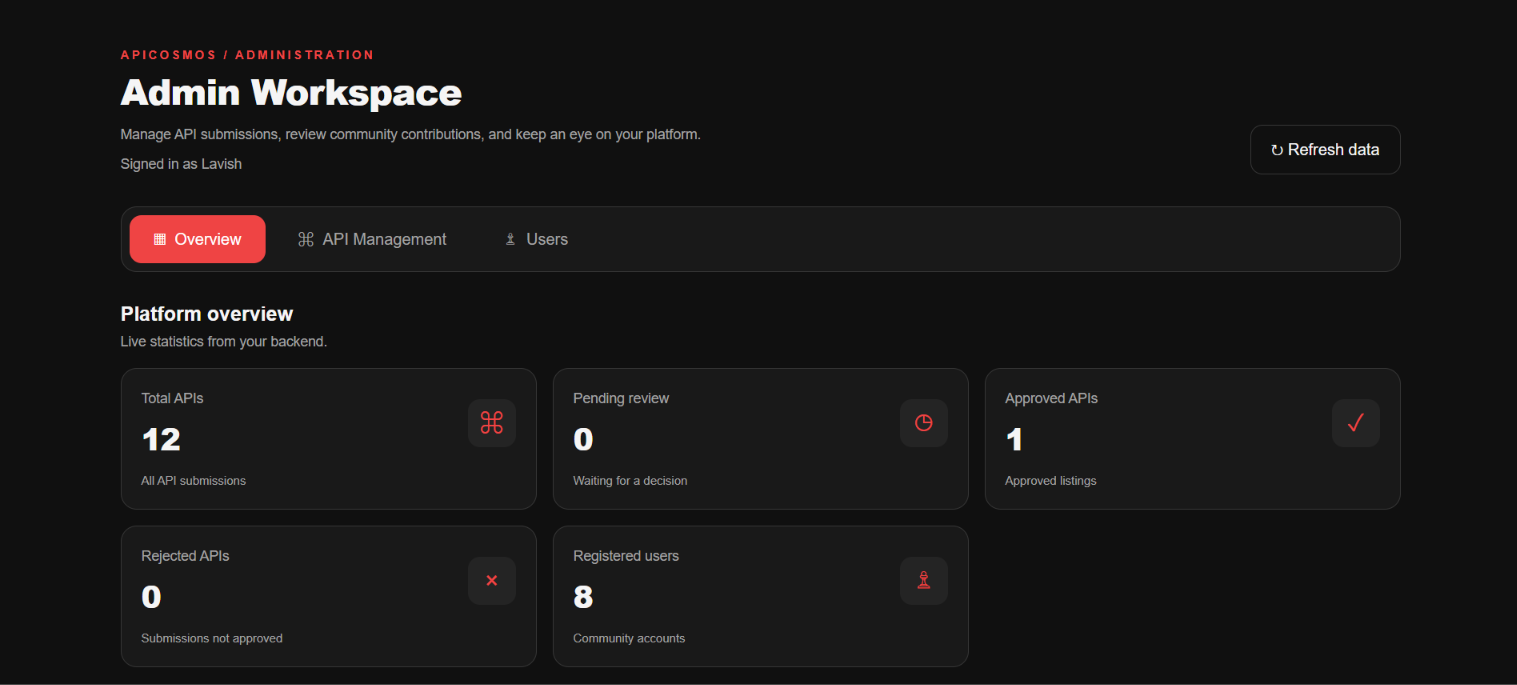 APICOSMOS / ADMINISTRATION
Admin Workspace
Manage API submissions, review community contributions, and keep an eye on your platform.
Signed in as Lavish
↻ Refresh data
▦ Overview
⌘ API Management
♙ Users
Platform overview
Live statistics from your backend.
Total APIs
12
⌘
All API submissions
Pending review
0
◷
Waiting for a decision
Approved APIs
1
✓
Approved listings
Rejected APIs
0
×
Submissions not approved
Registered users
8
♙
Community accounts